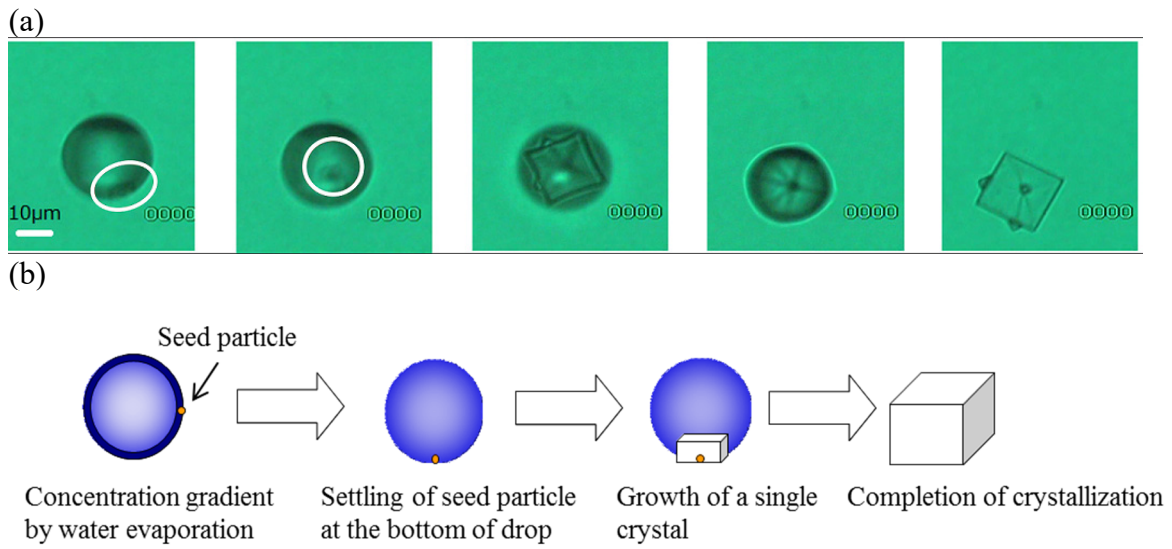 (a)
10μm
0000 0000 0000 0000 0000
(b)
Seed particle
Concentration gradient
by water evaporation
Settling of seed particle
at the bottom of drop
Growth of a single
crystal
Completion of crystallization